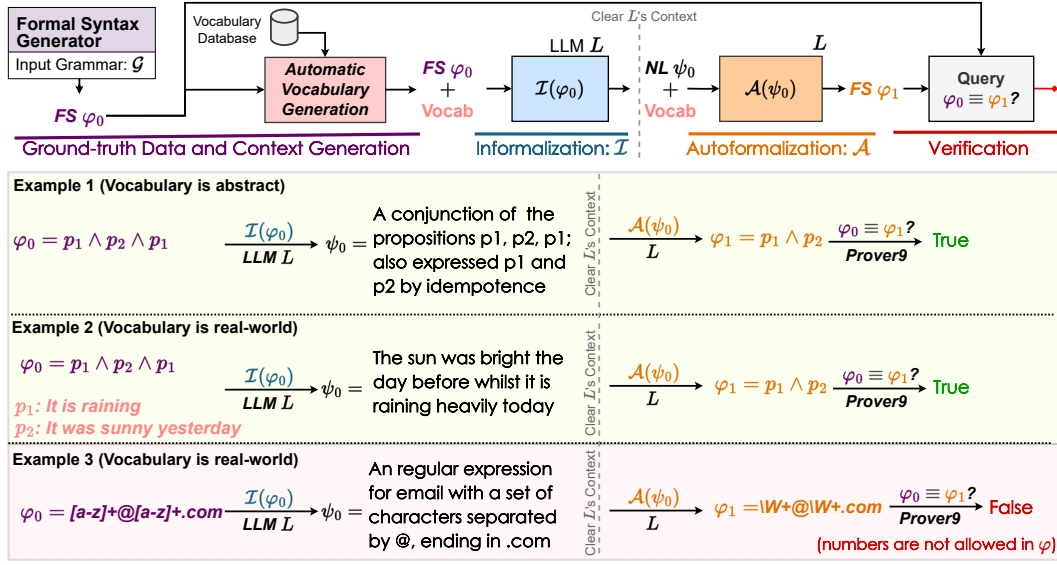 Formal Syntax
Generator
Input Grammar: 𝒢
FS φ₀
Vocabulary
Database
Automatic
Vocabulary
Generation
FS φ₀
+
Vocab
LLM L
ℐ(φ₀)
Clear L's Context
NL ψ₀
+
Vocab
L
𝒜(ψ₀)
FS φ₁
Query
φ₀ ≡ φ₁?
Ground-truth Data and Context Generation
Informalization: ℐ
Autoformalization: 𝒜
Verification
Example 1 (Vocabulary is abstract)
φ₀ = p₁ ∧ p₂ ∧ p₁
ℐ(φ₀)
LLM L
ψ₀ =
A conjunction of the
propositions p1, p2, p1;
also expressed p1 and
p2 by idempotence
Clear L's Context
𝒜(ψ₀)
L
φ₁ = p₁ ∧ p₂
φ₀ ≡ φ₁?
Prover9
True
Example 2 (Vocabulary is real-world)
φ₀ = p₁ ∧ p₂ ∧ p₁
p₁: It is raining
p₂: It was sunny yesterday
ℐ(φ₀)
LLM L
ψ₀ =
The sun was bright the
day before whilst it is
raining heavily today
Clear L's Context
𝒜(ψ₀)
L
φ₁ = p₁ ∧ p₂
φ₀ ≡ φ₁?
Prover9
True
Example 3 (Vocabulary is real-world)
φ₀ = [a-z]+@[a-z]+.com
ℐ(φ₀)
LLM L
ψ₀ =
An regular expression
for email with a set of
characters separated
by @, ending in .com
Clear L's Context
𝒜(ψ₀)
L
φ₁ =\W+@\W+.com
φ₀ ≡ φ₁?
Prover9
False
(numbers are not allowed in φ)